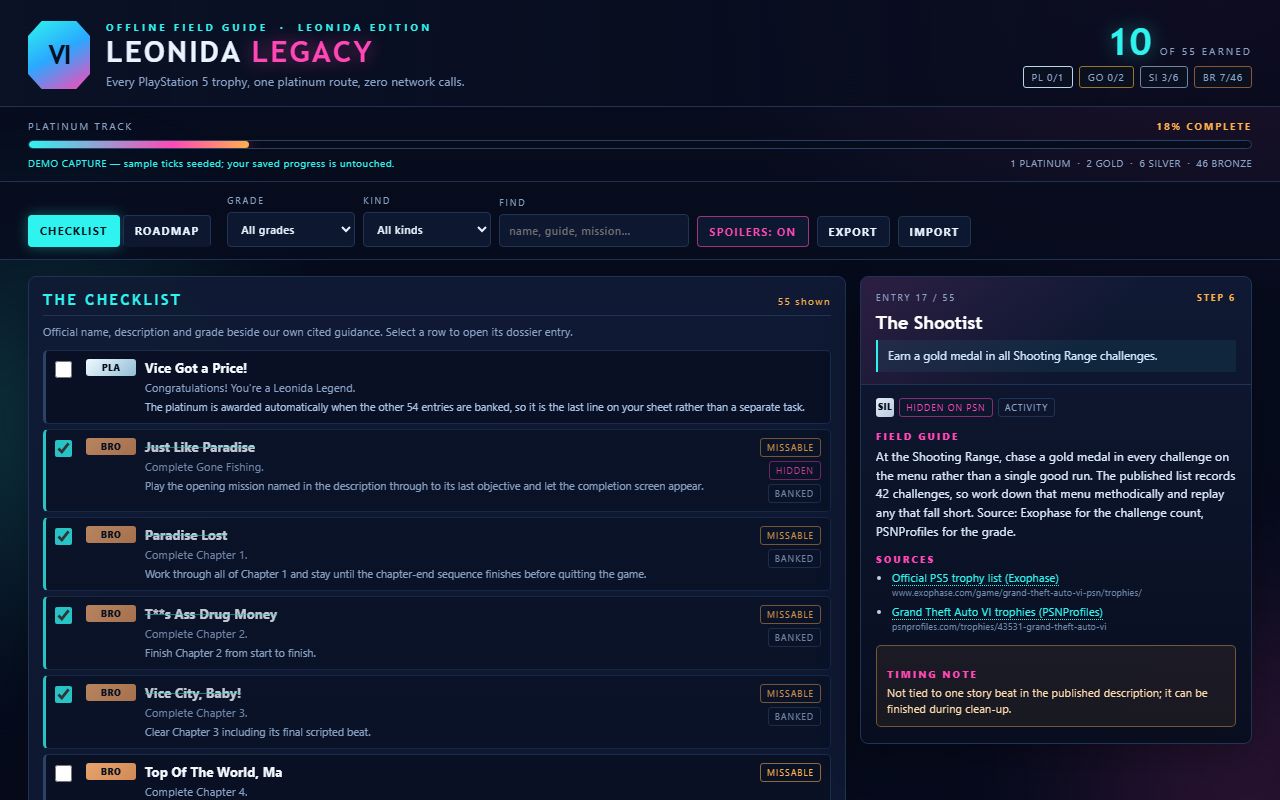 VI
OFFLINE FIELD GUIDE · LEONIDA EDITION
LEONIDA LEGACY
Every PlayStation 5 trophy, one platinum route, zero network calls.
10 OF 55 EARNED
PL 0/1 GO 0/2 SI 3/6 BR 7/46
PLATINUM TRACK
18% COMPLETE
DEMO CAPTURE — sample ticks seeded; your saved progress is untouched.
1 PLATINUM · 2 GOLD · 6 SILVER · 46 BRONZE
CHECKLIST ROADMAP
GRADE
All grades
KIND
All kinds
FIND
name, guide, mission...
SPOILERS: ON EXPORT IMPORT
THE CHECKLIST
55 shown
Official name, description and grade beside our own cited guidance. Select a row to open its dossier entry.
PLA Vice Got a Price!
Congratulations! You're a Leonida Legend.
The platinum is awarded automatically when the other 54 entries are banked, so it is the last line on your sheet rather than a separate task.
BRO Just Like Paradise
Complete Gone Fishing.
Play the opening mission named in the description through to its last objective and let the completion screen appear.
MISSABLE
HIDDEN
BANKED
BRO Paradise Lost
Complete Chapter 1.
Work through all of Chapter 1 and stay until the chapter-end sequence finishes before quitting the game.
MISSABLE
BANKED
BRO T**s Ass Drug Money
Complete Chapter 2.
Finish Chapter 2 from start to finish.
MISSABLE
BANKED
BRO Vice City, Baby!
Complete Chapter 3.
Clear Chapter 3 including its final scripted beat.
MISSABLE
BANKED
BRO Top Of The World, Ma
Complete Chapter 4.
MISSABLE
ENTRY 17 / 55
STEP 6
The Shootist
Earn a gold medal in all Shooting Range challenges.
SIL HIDDEN ON PSN ACTIVITY
FIELD GUIDE
At the Shooting Range, chase a gold medal in every challenge on
the menu rather than a single good run. The published list records
42 challenges, so work down that menu methodically and replay
any that fall short. Source: Exophase for the challenge count,
PSNProfiles for the grade.
SOURCES
Official PS5 trophy list (Exophase)
www.exophase.com/game/grand-theft-auto-vi-psn/trophies/
Grand Theft Auto VI trophies (PSNProfiles)
psnprofiles.com/trophies/43531-grand-theft-auto-vi
TIMING NOTE
Not tied to one story beat in the published description; it can be
finished during clean-up.